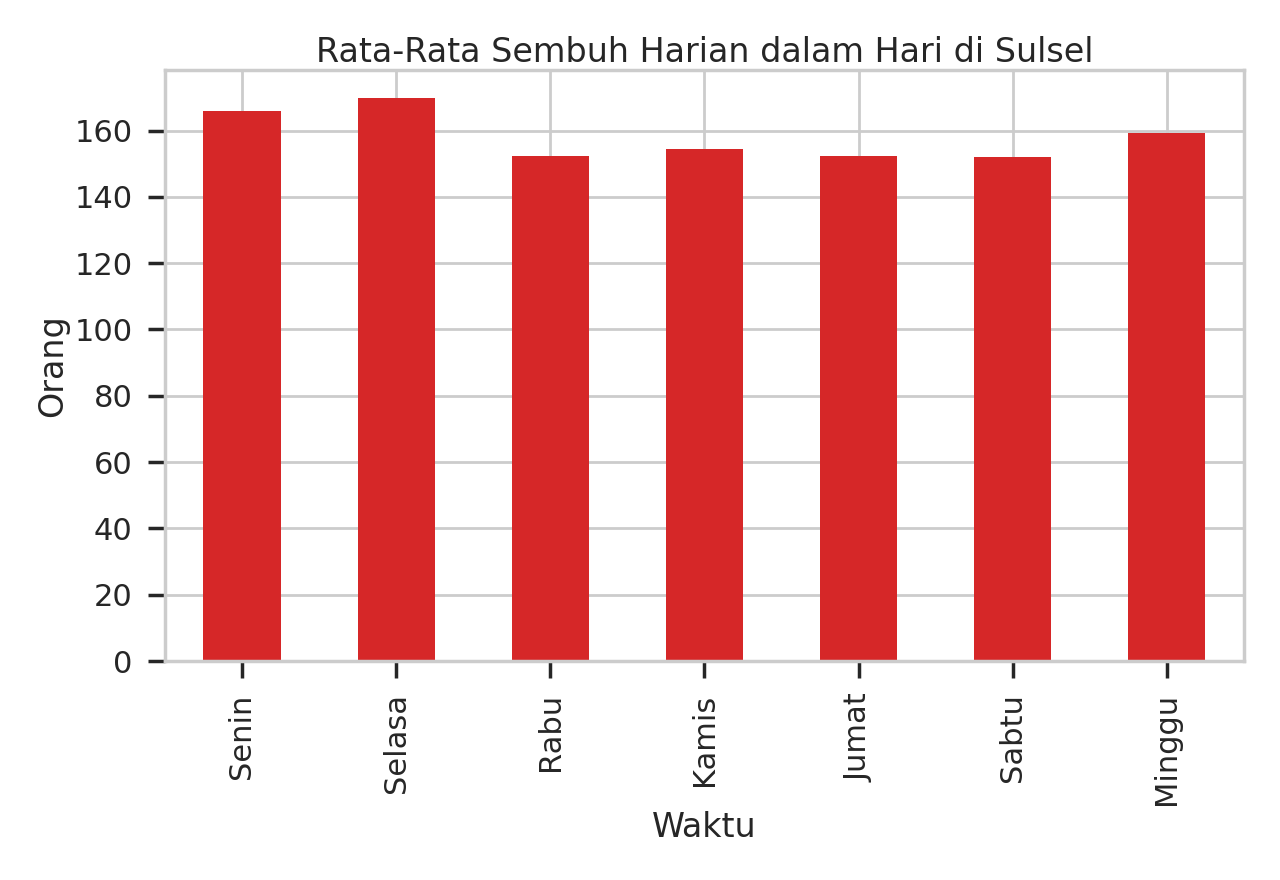 Rata-Rata Sembuh Harian dalam Hari di Sulsel
Orang
160
140
120
100
80
60
40
20
0
Senin
Selasa
Rabu
Kamis
Jumat
Sabtu
Minggu
Waktu